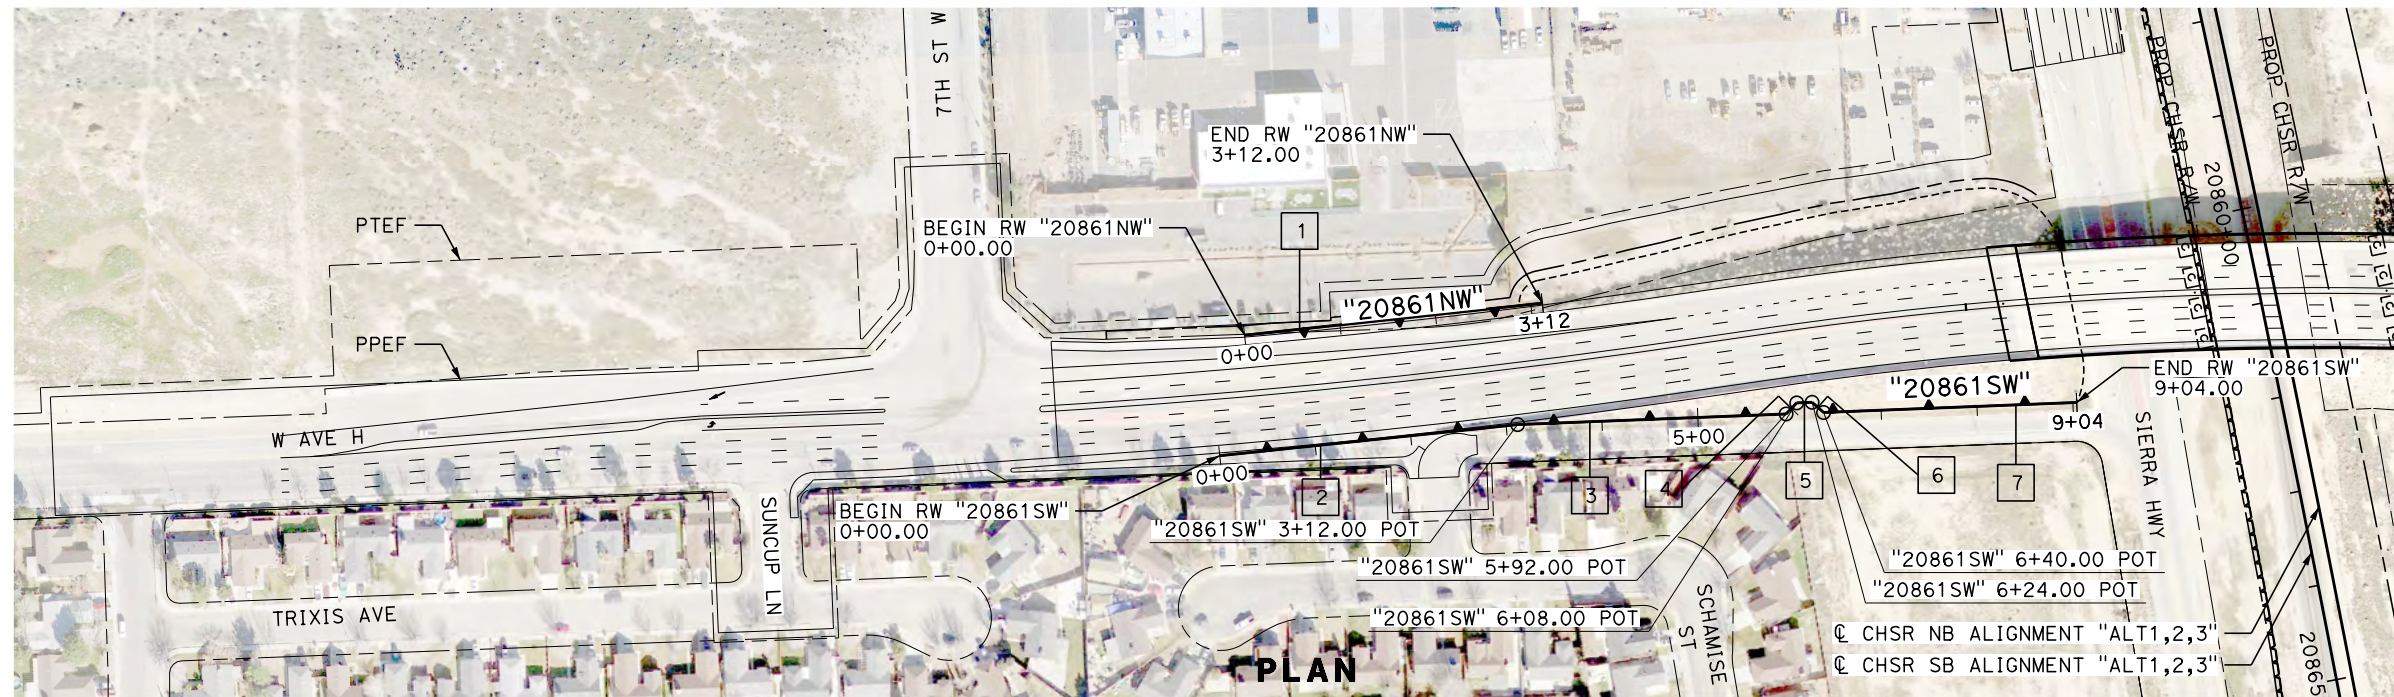 7TH ST W
PROP CHSR R/W
PROP CHSR R/W
20860+00
END RW "20861NW"
3+12.00
PTEF
BEGIN RW "20861NW"
0+00.00
1
"20861NW"
3+12
0+00
PPEF
W AVE H
END RW "20861SW"
9+04.00
"20861SW"
9+04
5+00
0+00
SIERRA HWY
2
3
4
5
6
7
BEGIN RW "20861SW"
0+00.00
"20861SW" 3+12.00 POT
"20861SW" 5+92.00 POT
"20861SW" 6+08.00 POT
"20861SW" 6+40.00 POT
"20861SW" 6+24.00 POT
SUNCUP LN
TRIXIS AVE
SCHAMISE
ST
℄ CHSR NB ALIGNMENT "ALT1,2,3"
℄ CHSR SB ALIGNMENT "ALT1,2,3"
20865
PLAN